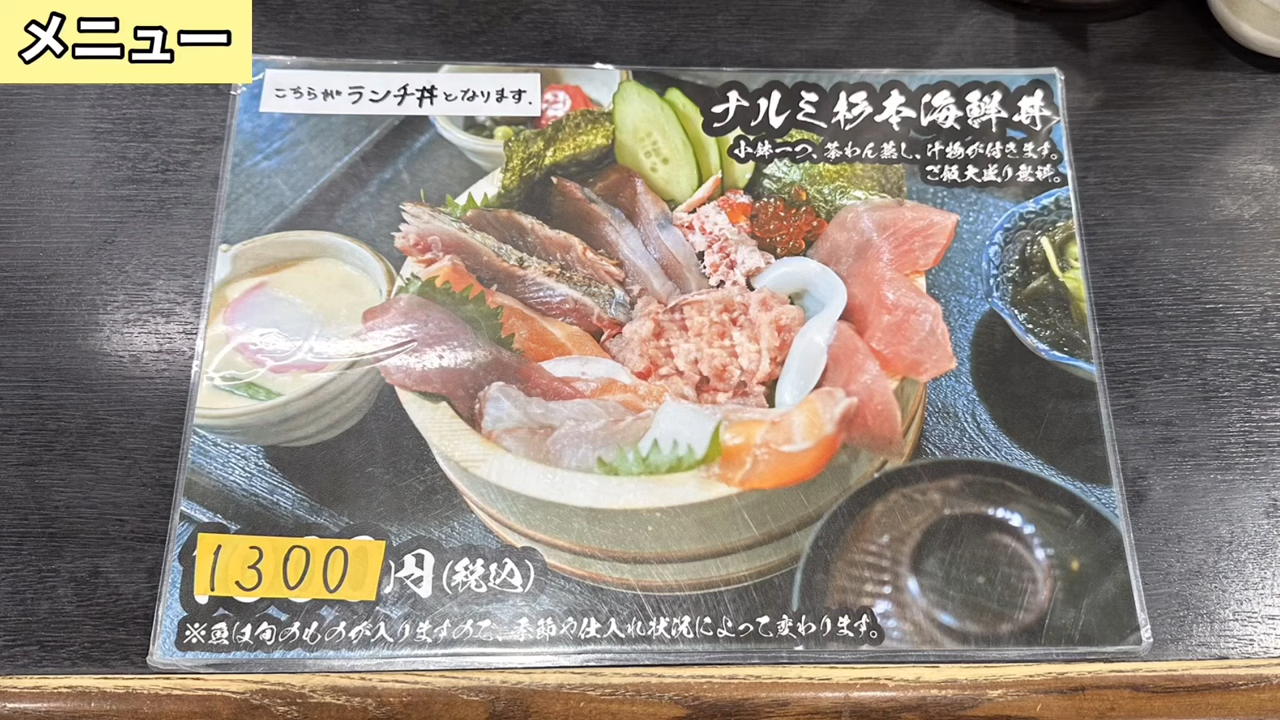 メニュー
こちらが ランチ丼 となります.
ナルミ杉本海鮮丼
小鉢一つ、茶わん蒸し、汁物が付きます。
ご飯大盛り無料。
1300円(税込)
※魚は旬のものが入りますので、季節や仕入れ状況によって変わります。